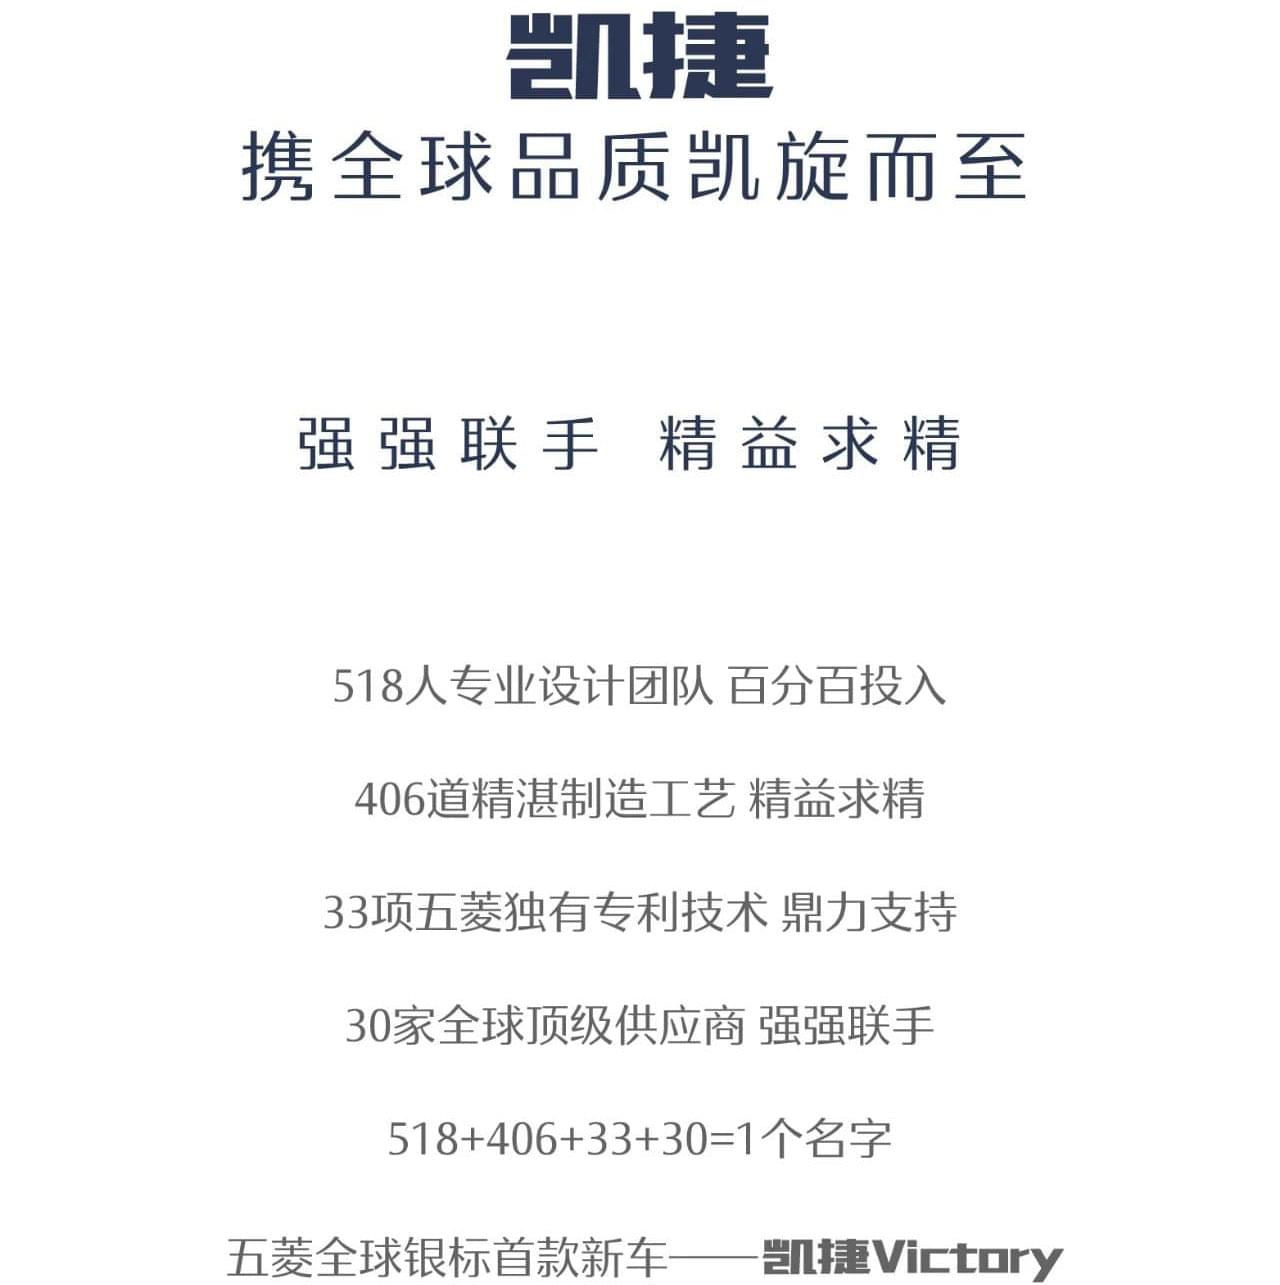 凯捷
携全球品质凯旋而至
强强联手 精益求精
518人专业设计团队 百分百投入
406道精湛制造工艺 精益求精
33项五菱独有专利技术 鼎力支持
30家全球顶级供应商 强强联手
518+406+33+30=1个名字
五菱全球银标首款新车——凯捷Victory